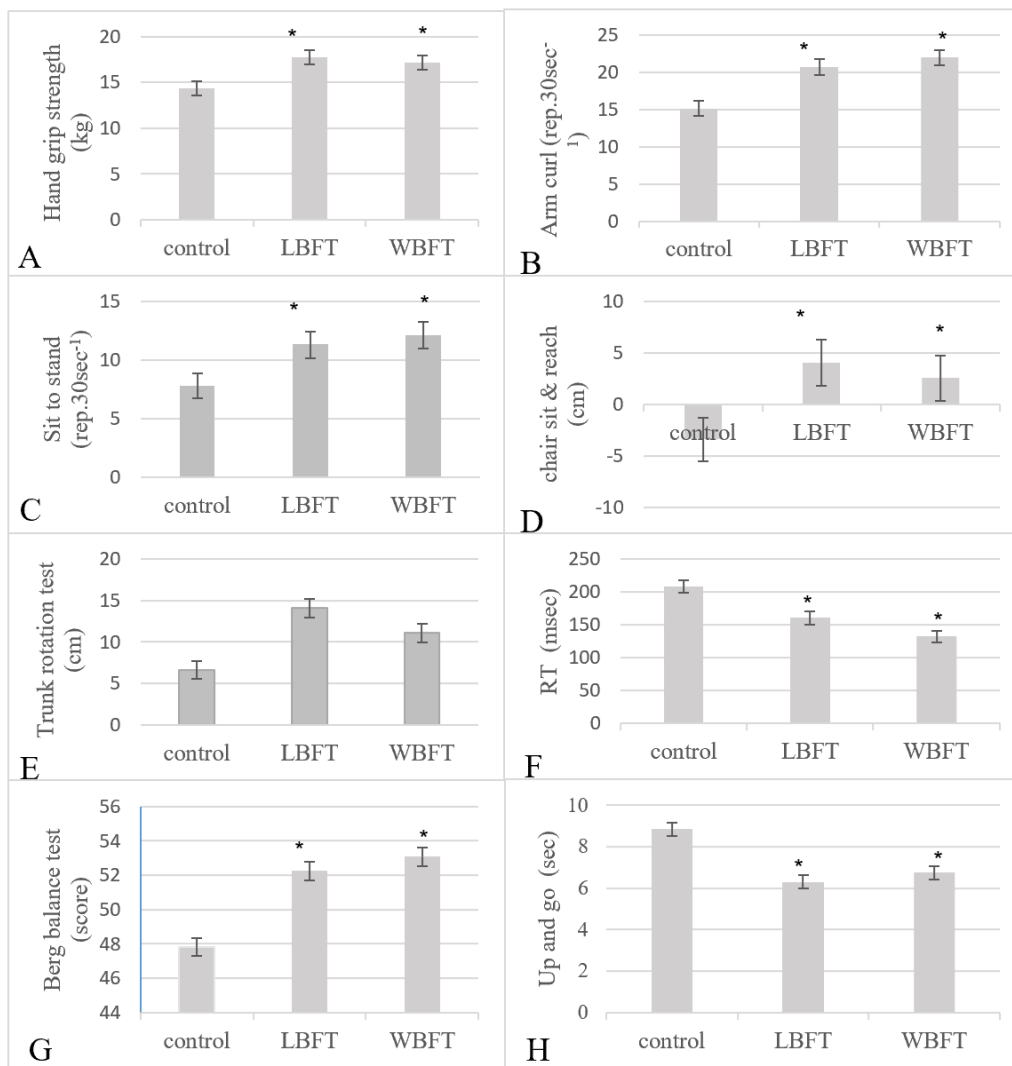 Hand grip strength
(kg)
20
15
10
5
0
*
*
control
LBFT
WBFT
A
Arm curl (rep.30sec-
1)
25
20
15
10
5
0
*
*
control
LBFT
WBFT
B
Sit to stand
(rep.30sec-1)
15
10
5
0
*
*
control
LBFT
WBFT
C
chair sit & reach
(cm)
10
5
0
-5
-10
*
*
control
LBFT
WBFT
D
Trunk rotation test
(cm)
20
15
10
5
0
control
LBFT
WBFT
E
RT (msec)
250
200
150
100
50
0
*
*
control
LBFT
WBFT
F
Berg balance test
(score)
56
54
52
50
48
46
44
*
*
control
LBFT
WBFT
G
Up and go (sec)
10
8
6
4
2
0
*
*
control
LBFT
WBFT
H